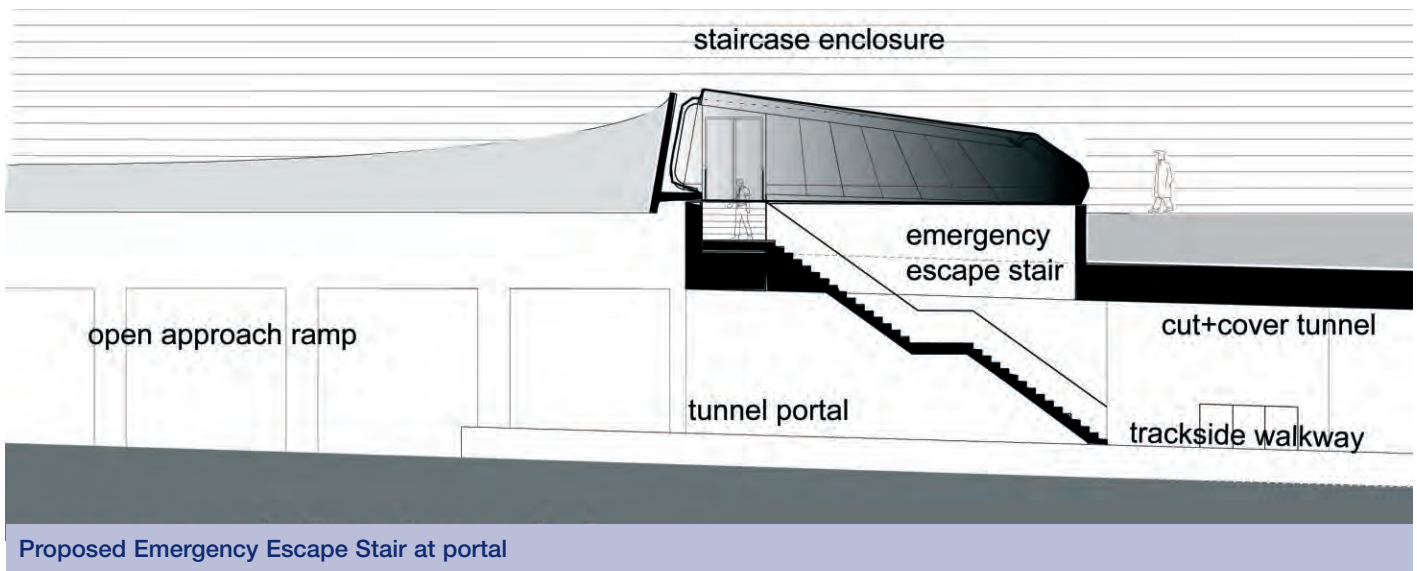 staircase enclosure
emergency
escape stair
open approach ramp
cut+cover tunnel
tunnel portal
trackside walkway
Proposed Emergency Escape Stair at portal